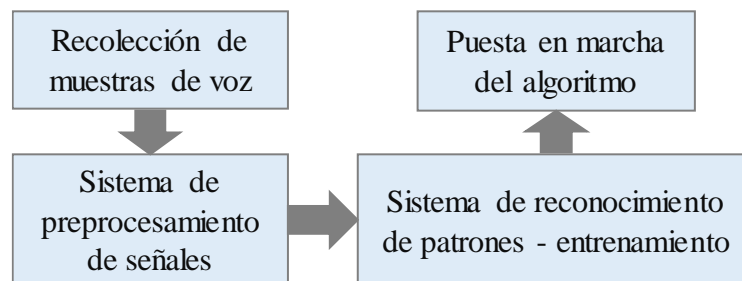 Recolección de
muestras de voz
Sistema de
preprocesamiento
de señales
Sistema de reconocimiento
de patrones - entrenamiento
Puesta en marcha
del algoritmo